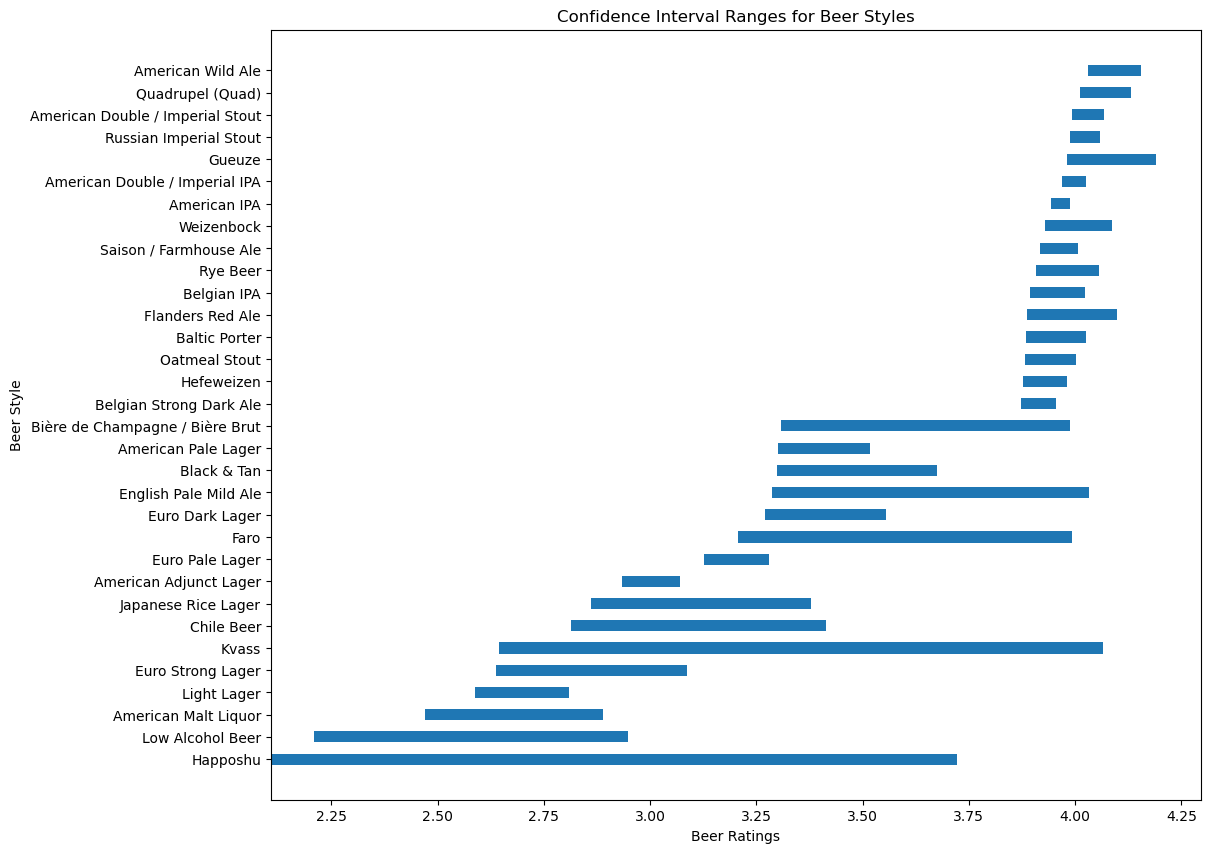 Confidence Interval Ranges for Beer Styles
American Wild Ale
Quadrupel (Quad)
American Double / Imperial Stout
Russian Imperial Stout
Gueuze
American Double / Imperial IPA
American IPA
Weizenbock
Saison / Farmhouse Ale
Rye Beer
Belgian IPA
Flanders Red Ale
Baltic Porter
Oatmeal Stout
Hefeweizen
Belgian Strong Dark Ale
Bière de Champagne / Bière Brut
American Pale Lager
Black & Tan
English Pale Mild Ale
Euro Dark Lager
Faro
Euro Pale Lager
American Adjunct Lager
Japanese Rice Lager
Chile Beer
Kvass
Euro Strong Lager
Light Lager
American Malt Liquor
Low Alcohol Beer
Happoshu
Beer Style
2.25 2.50 2.75 3.00 3.25 3.50 3.75 4.00 4.25
Beer Ratings